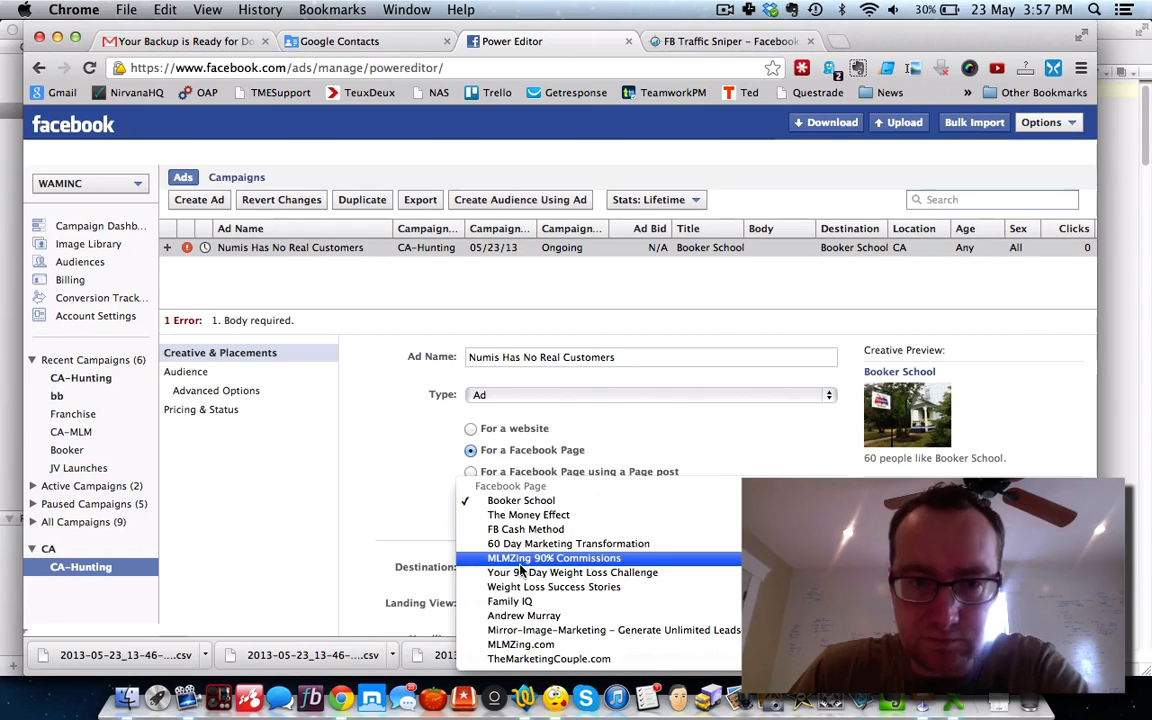 Chrome File Edit View History Bookmarks Window Help 30% 23 May 3:57 PM
Your Backup is Ready for Do Google Contacts Power Editor FB Traffic Sniper – Facebook
https://www.facebook.com/ads/manage/powereditor/
Gmail NirvanaHQ OAP TMESupport TeuxDeux NAS Trello Getresponse TeamworkPM Ted Questrade News » Other Bookmarks
facebook Download Upload Bulk Import Options
WAMINC Ads Campaigns
Create Ad Revert Changes Duplicate Export Create Audience Using Ad Stats: Lifetime Search
Campaign Dashb...
Image Library
Audiences
Billing
Conversion Track...
Account Settings
Ad Name Campaign... Campaign... Campaign... Ad Bid Title Body Destination Location Age Sex Clicks
Numis Has No Real Customers CA-Hunting 05/23/13 Ongoing N/A Booker School Booker School CA Any All 0
1 Error: 1. Body required.
Recent Campaigns (6)
CA-Hunting
bb
Franchise
CA-MLM
Booker
JV Launches
Active Campaigns (2)
Paused Campaigns (5)
All Campaigns (9)
CA
CA-Hunting
Creative & Placements
Audience
Advanced Options
Pricing & Status
Ad Name: Numis Has No Real Customers
Type: Ad
For a website
For a Facebook Page
For a Facebook Page using a Page post
Facebook Page
✓ Booker School
The Money Effect
FB Cash Method
60 Day Marketing Transformation
MLMZing 90% Commissions
Your 90 Day Weight Loss Challenge
Weight Loss Success Stories
Family IQ
Andrew Murray
Mirror-Image-Marketing - Generate Unlimited Leads
MLMZing.com
TheMarketingCouple.com
Destination:
Landing View:
Creative Preview:
Booker School
60 people like Booker School.
2013-05-23_13-46-....csv 2013-05-23_13-46-....csv